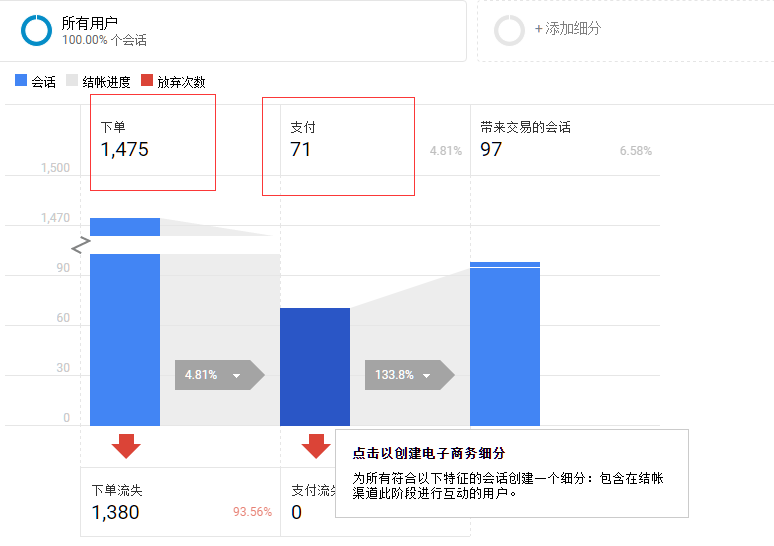 所有用户
100.00% 个会话
+ 添加细分
会话 结帐进度 放弃次数
下单
1,475
支付
71
4.81%
带来交易的会话
97
6.58%
1,500
1,470
90
60
30
0
4.81%
133.8%
下单流失
1,380
93.56%
支付流失
0
点击以创建电子商务细分
为所有符合以下特征的会话创建一个细分：包含在结帐
渠道此阶段进行互动的用户。